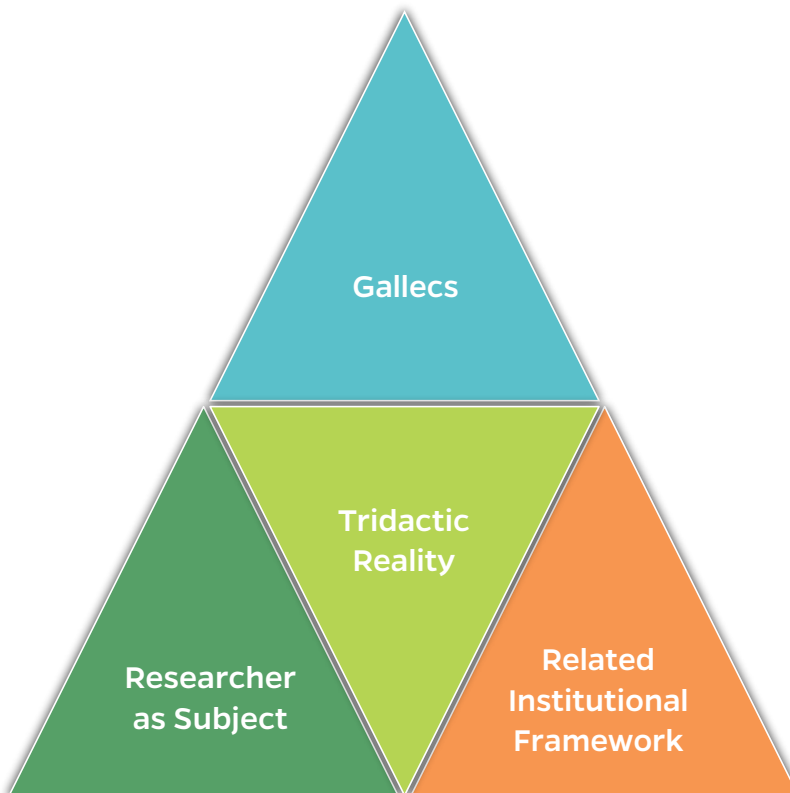 Gallecs
Tridactic
Reality
Researcher
as Subject
Related
Institutional
Framework